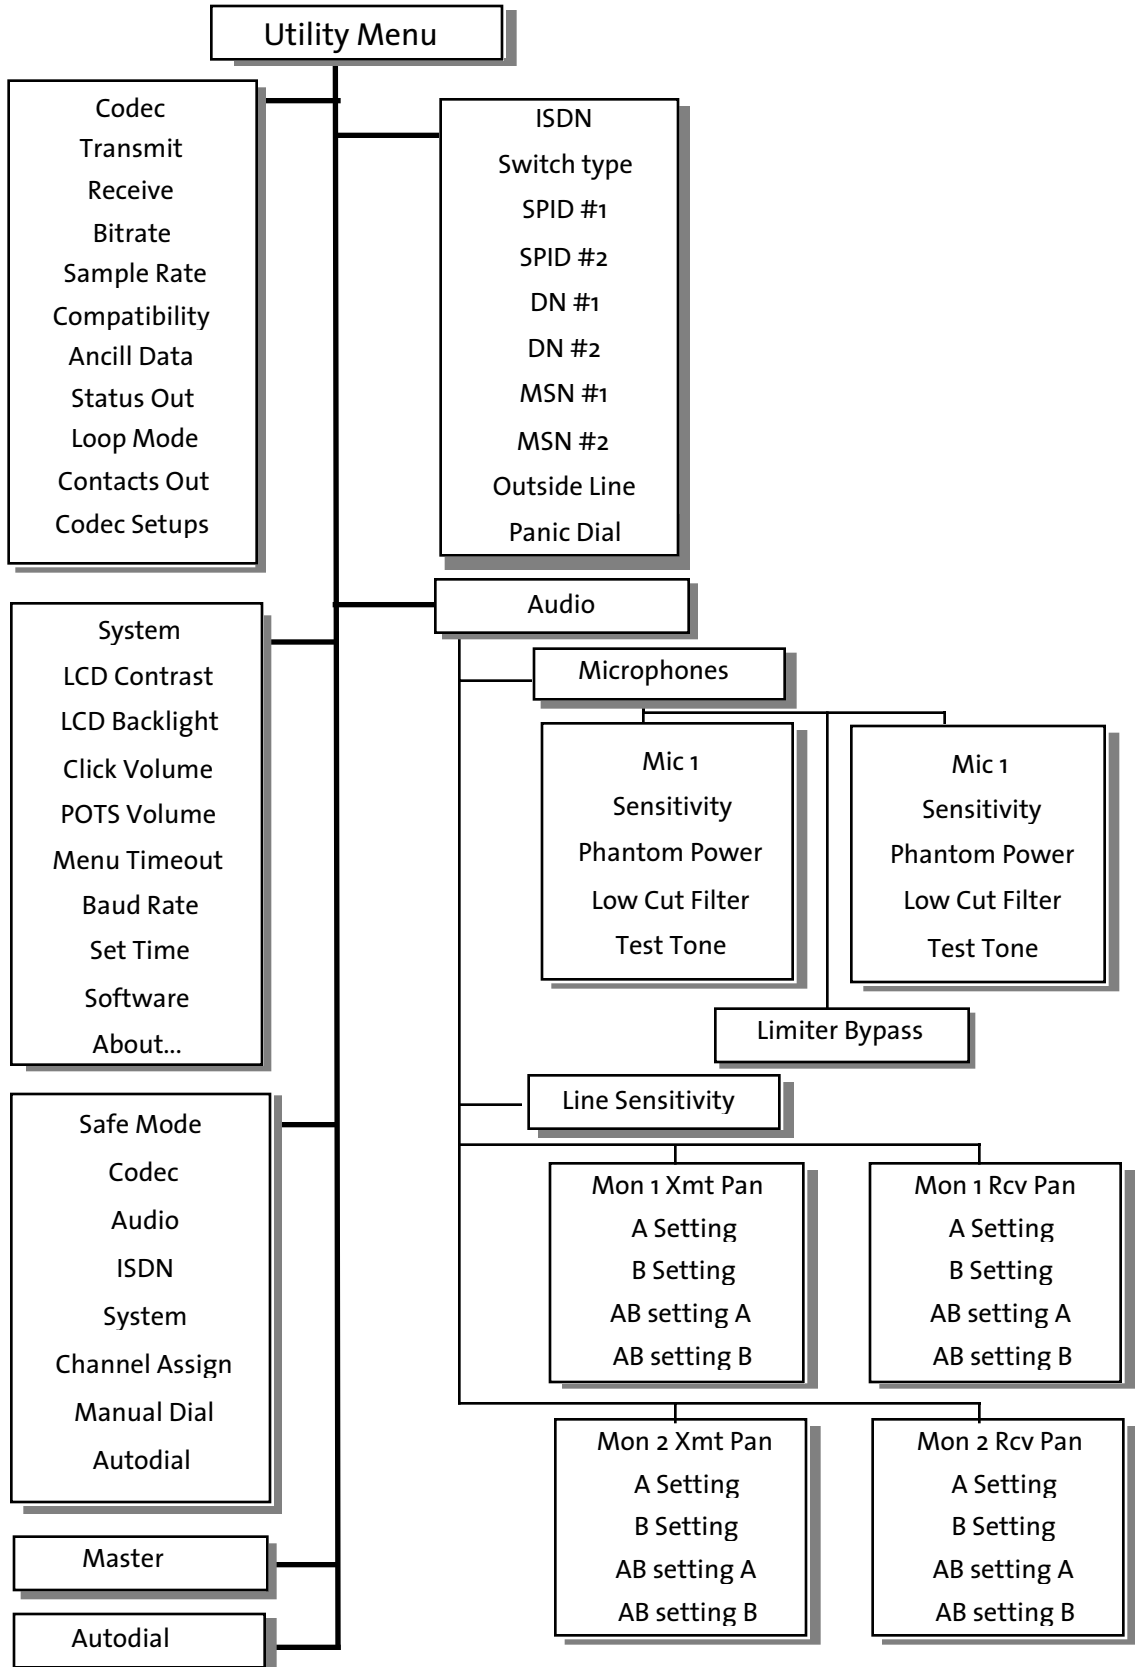 Utility Menu
Codec
Transmit
Receive
Bitrate
Sample Rate
Compatibility
Ancill Data
Status Out
Loop Mode
Contacts Out
Codec Setups
ISDN
Switch type
SPID #1
SPID #2
DN #1
DN #2
MSN #1
MSN #2
Outside Line
Panic Dial
System
LCD Contrast
LCD Backlight
Click Volume
POTS Volume
Menu Timeout
Baud Rate
Set Time
Software
About...
Safe Mode
Codec
Audio
ISDN
System
Channel Assign
Manual Dial
Autodial
Master
Autodial
Audio
Microphones
Mic 1
Sensitivity
Phantom Power
Low Cut Filter
Test Tone
Mic 1
Sensitivity
Phantom Power
Low Cut Filter
Test Tone
Limiter Bypass
Line Sensitivity
Mon 1 Xmt Pan
A Setting
B Setting
AB setting A
AB setting B
Mon 1 Rcv Pan
A Setting
B Setting
AB setting A
AB setting B
Mon 2 Xmt Pan
A Setting
B Setting
AB setting A
AB setting B
Mon 2 Rcv Pan
A Setting
B Setting
AB setting A
AB setting B